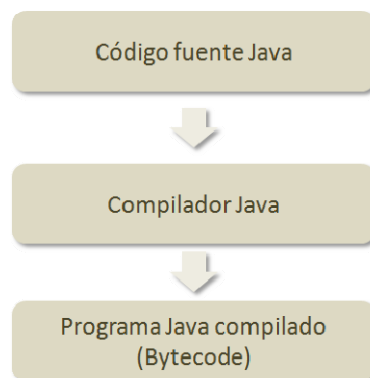 Código fuente Java
Compilador Java
Programa Java compilado
(Bytecode)